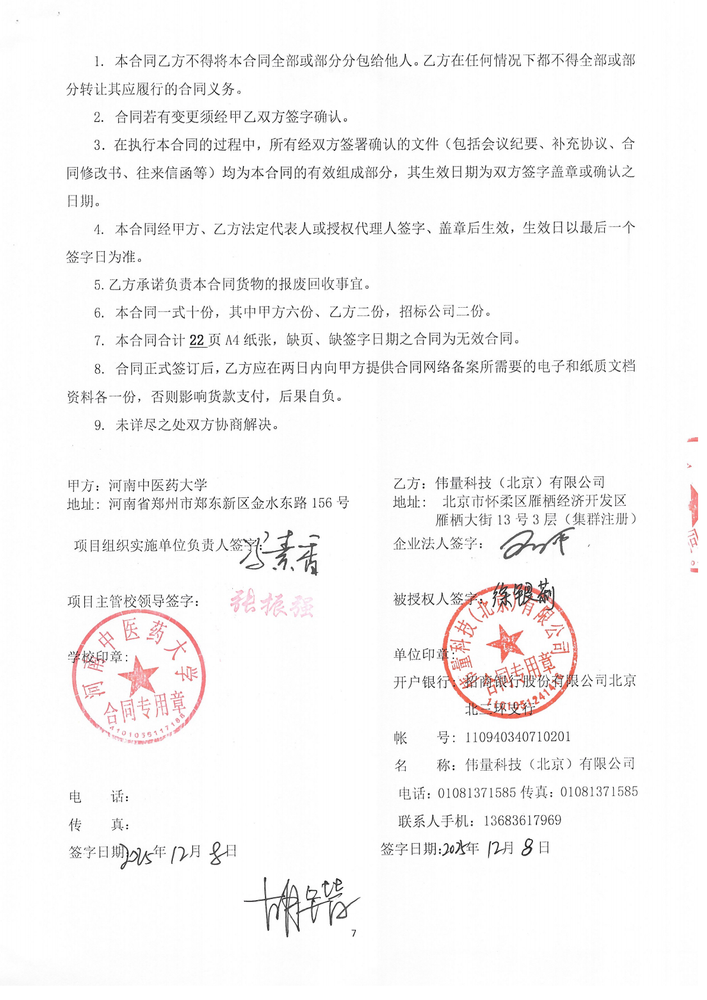 1. 本合同乙方不得将本合同全部或部分分包给他人。乙方在任何情况下都不得全部或部
分转让其应履行的合同义务。
2. 合同若有变更须经甲乙双方签字确认。
3. 在执行本合同的过程中，所有经双方签署确认的文件（包括会议纪要、补充协议、合
同修改书、往来信函等）均为本合同的有效组成部分，其生效日期为双方签字盖章或确认之
日期。
4. 本合同经甲方、乙方法定代表人或授权代理人签字、盖章后生效，生效日以最后一个
签字日为准。
5.乙方承诺负责本合同货物的报废回收事宜。
6. 本合同一式十份，其中甲方六份、乙方二份，招标公司二份。
7. 本合同合计 22 页 A4 纸张，缺页、缺签字日期之合同为无效合同。
8. 合同正式签订后，乙方应在两日内向甲方提供合同网络备案所需要的电子和纸质文档
资料各一份，否则影响货款支付，后果自负。
9. 未详尽之处双方协商解决。
甲方：河南中医药大学
地址：河南省郑州市郑东新区金水东路 156 号
项目组织实施单位负责人签字：冯素香
项目主管校领导签字：张振强
学校印章：
河南中医药大学
合同专用章
4101056117188
电 话：
传 真：
签字日期：2025年12月8日
乙方：伟量科技（北京）有限公司
地址： 北京市怀柔区雁栖经济开发区
雁栖大街 13 号 3 层（集群注册）
企业法人签字：
被授权人签字：徐银莉
单位印章：
伟量科技(北京)有限公司
合同专用章
开户银行：招商银行股份有限公司北京
北三环支行
帐 号：110940340710201
名 称：伟量科技（北京）有限公司
电话：01081371585 传真：01081371585
联系人手机：13683617969
签字日期:2025年 12月 8 日
7